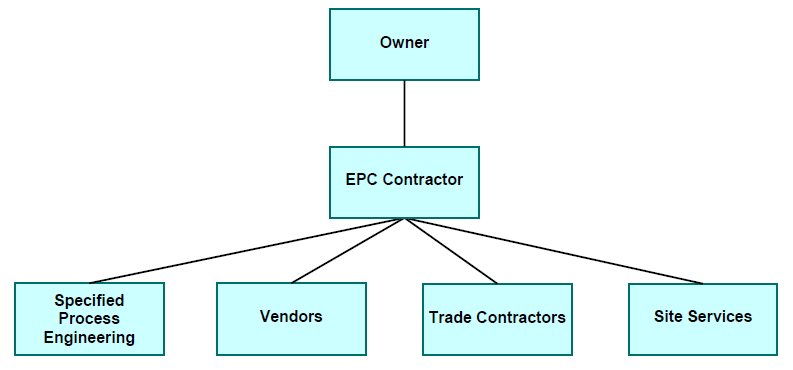 Owner
EPC Contractor
Specified
Process
Engineering
Vendors
Trade Contractors
Site Services